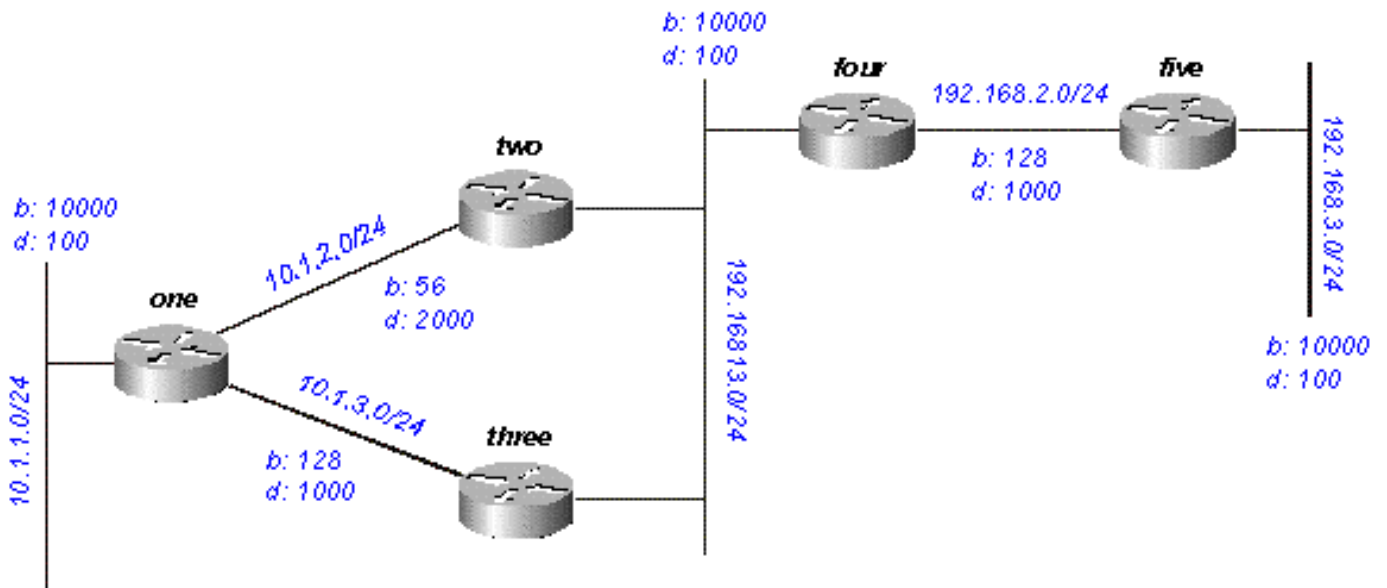 b: 10000
d: 100
four
five
192.168.2.0/24
b: 128
d: 1000
192.168.3.0/24
b: 10000
d: 100
two
b: 10000
d: 100
10.1.2.0/24
b: 56
d: 2000
one
192.16813.0/24
10.1.1.0/24
10.1.3.0/24
three
b: 128
d: 1000